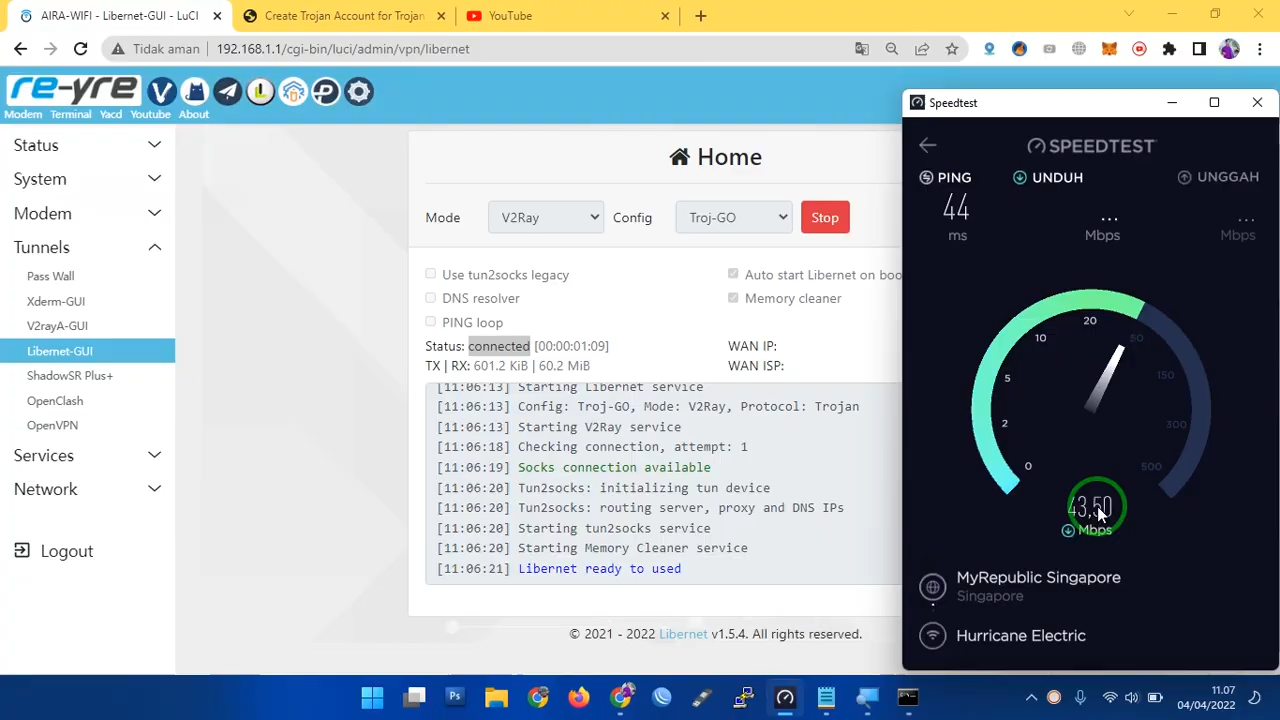 AIRA-WIFI - Libernet-GUI - LuCI
Create Trojan Account for Trojan
YouTube
Tidak aman
192.168.1.1/cgi-bin/luci/admin/vpn/libernet
re-yre
Modem
Terminal
Yacd
Youtube
About
Status
System
Modem
Tunnels
Pass Wall
Xderm-GUI
V2rayA-GUI
Libernet-GUI
ShadowSR Plus+
OpenClash
OpenVPN
Services
Network
Logout
Home
Mode
V2Ray
Config
Troj-GO
Stop
Use tun2socks legacy
Auto start Libernet on boo
DNS resolver
Memory cleaner
PING loop
Status: connected [00:00:01:09]
WAN IP:
TX | RX: 601.2 KiB | 60.2 MiB
WAN ISP:
[11:06:13] Starting Libernet service
[11:06:13] Config: Troj-GO, Mode: V2Ray, Protocol: Trojan
[11:06:13] Starting V2Ray service
[11:06:18] Checking connection, attempt: 1
[11:06:19] Socks connection available
[11:06:20] Tun2socks: initializing tun device
[11:06:20] Tun2socks: routing server, proxy and DNS IPs
[11:06:20] Starting tun2socks service
[11:06:20] Starting Memory Cleaner service
[11:06:21] Libernet ready to used
© 2021 - 2022 Libernet v1.5.4. All rights reserved.
Speedtest
SPEEDTEST
PING
UNDUH
UNGGAH
44
...
...
ms
Mbps
Mbps
0
2
5
10
20
50
150
300
500
43,50
Mbps
MyRepublic Singapore
Singapore
Hurricane Electric
Ps
11.07
04/04/2022